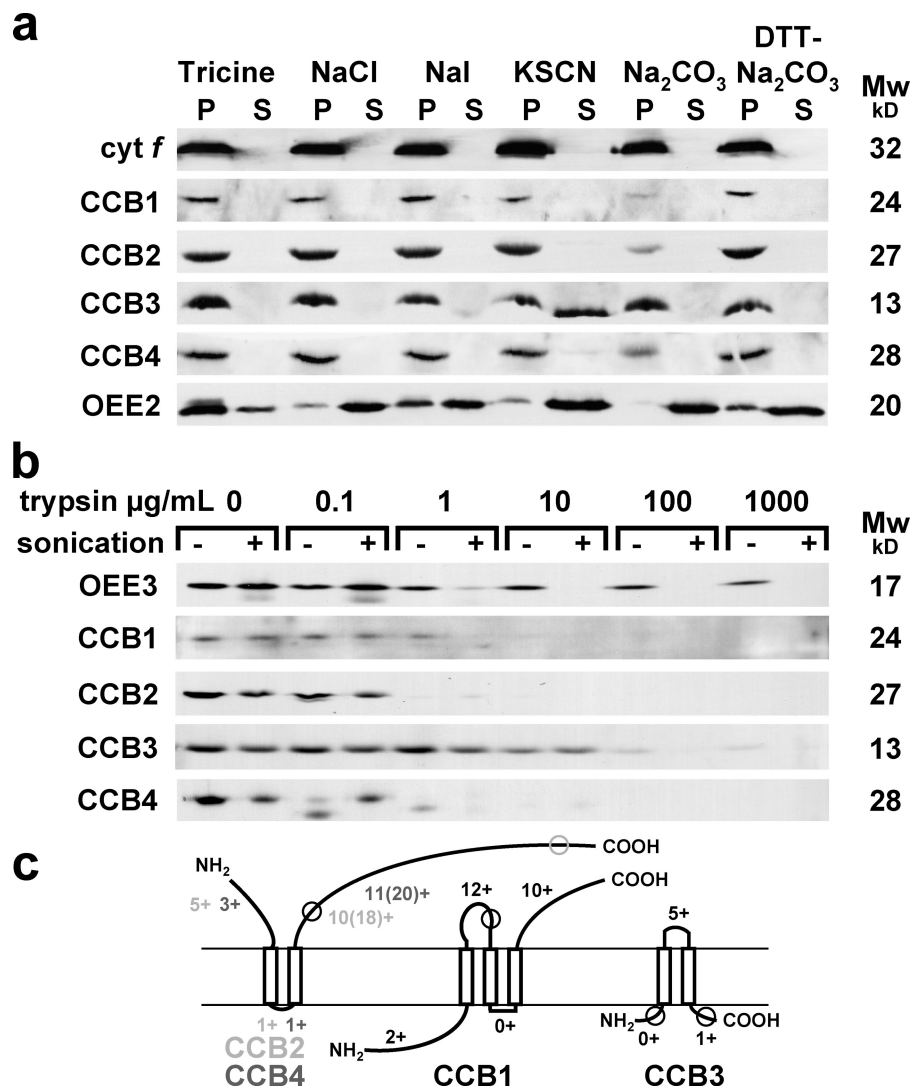 a
Tricine NaCl NaI KSCN Na2CO3 DTT-Na2CO3 Mw kD
P S P S P S P S P S P S
cyt f 32
CCB1 24
CCB2 27
CCB3 13
CCB4 28
OEE2 20
b
trypsin µg/mL 0 0.1 1 10 100 1000 Mw kD
sonication - + - + - + - + - + - +
OEE3 17
CCB1 24
CCB2 27
CCB3 13
CCB4 28
c
NH2 COOH
5+ 3+ 11(20)+ 12+ 10+ COOH
10(18)+ 5+
1+ 1+ 0+ NH2 0+ 1+ COOH
CCB2 NH2 2+
CCB4 CCB1 CCB3